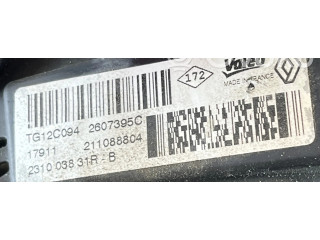 Valeo
172
MADE IN FRANCE
TG12C094 2607395C
17911 211088804
2310 038 31R - B